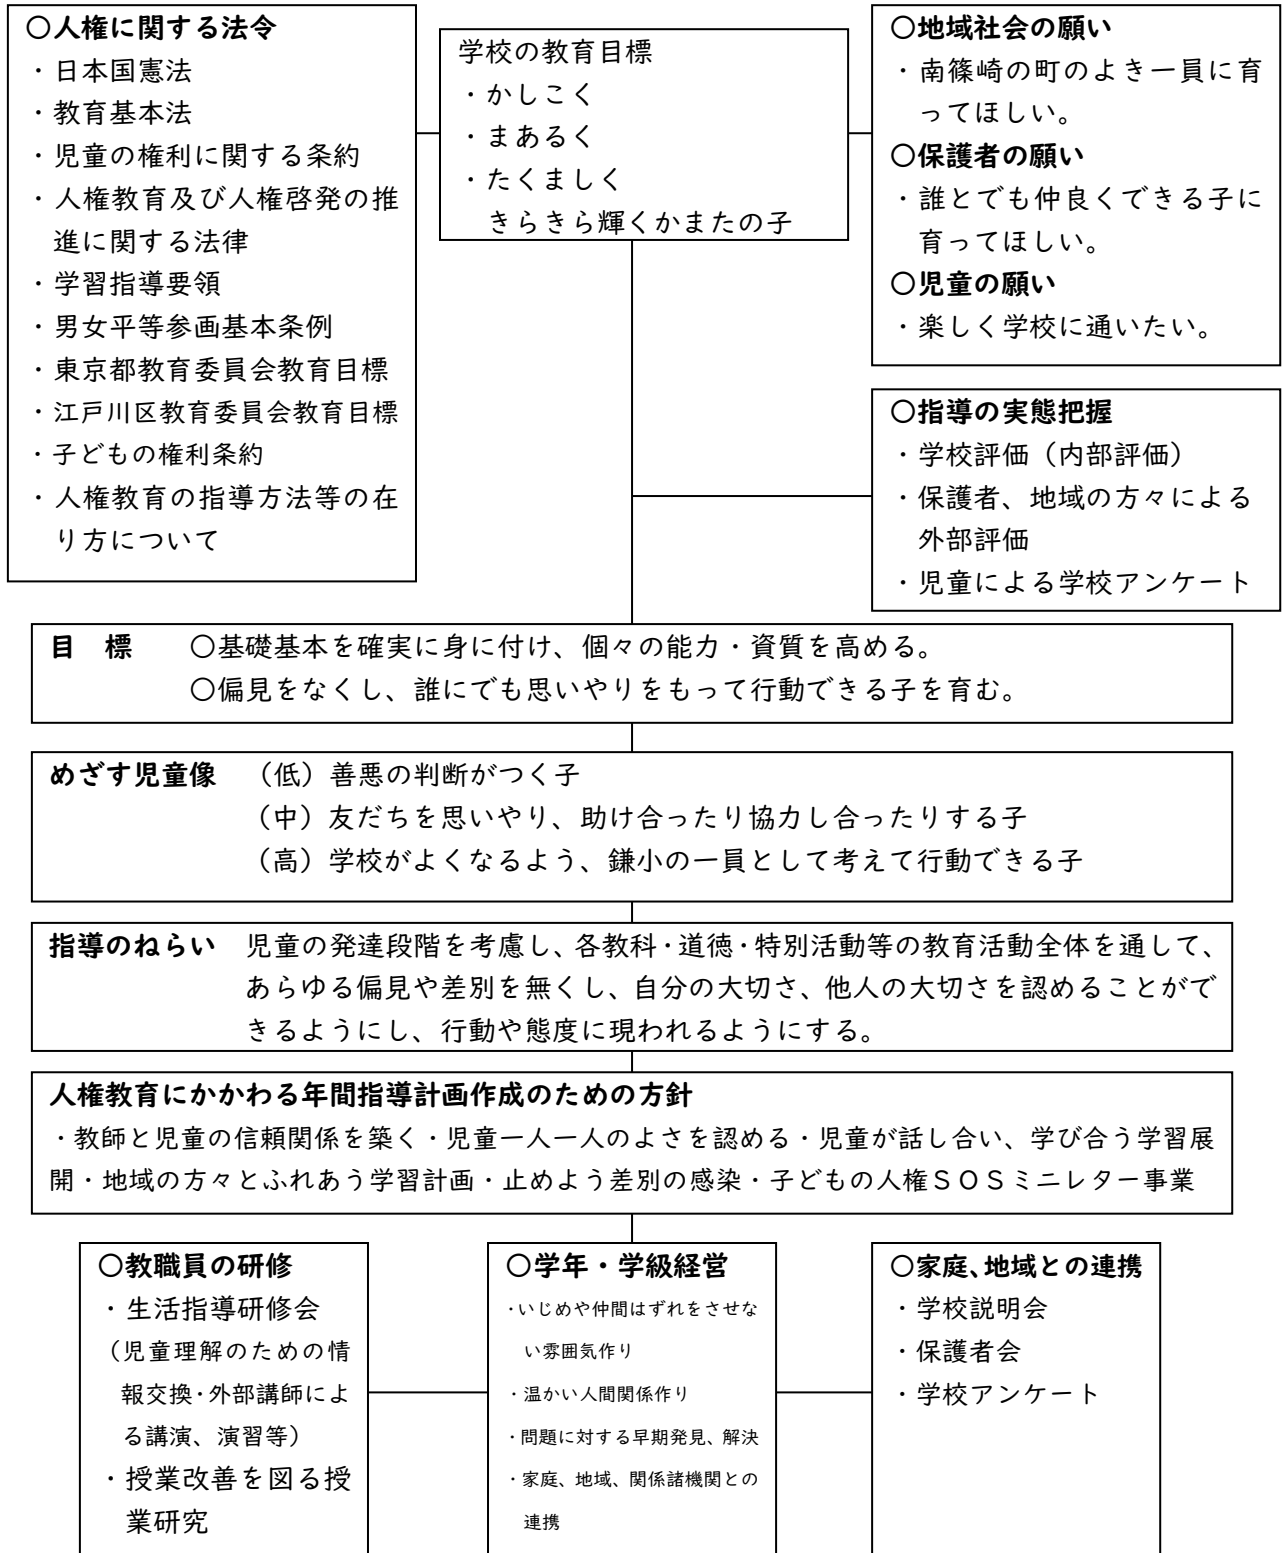 〇人権に関する法令
・日本国憲法
・教育基本法
・児童の権利に関する条約
・人権教育及び人権啓発の推
進に関する法律
・学習指導要領
・男女平等参画基本条例
・東京都教育委員会教育目標
・江戸川区教育委員会教育目標
・子どもの権利条約
・人権教育の指導方法等の在
り方について
学校の教育目標
・かしこく
・まあるく
・たくましく
きらきら輝くかまたの子
〇地域社会の願い
・南篠崎の町のよき一員に育
ってほしい。
〇保護者の願い
・誰とでも仲良くできる子に
育ってほしい。
〇児童の願い
・楽しく学校に通いたい。
〇指導の実態把握
・学校評価（内部評価）
・保護者、地域の方々による
外部評価
・児童による学校アンケート
目　標　〇基礎基本を確実に身に付け、個々の能力・資質を高める。
〇偏見をなくし、誰にでも思いやりをもって行動できる子を育む。
めざす児童像　（低）善悪の判断がつく子
（中）友だちを思いやり、助け合ったり協力し合ったりする子
（高）学校がよくなるよう、鎌小の一員として考えて行動できる子
指導のねらい　児童の発達段階を考慮し、各教科・道徳・特別活動等の教育活動全体を通して、
あらゆる偏見や差別を無くし、自分の大切さ、他人の大切さを認めることがで
きるようにし、行動や態度に現われるようにする。
人権教育にかかわる年間指導計画作成のための方針
・教師と児童の信頼関係を築く・児童一人一人のよさを認める・児童が話し合い、学び合う学習展
開・地域の方々とふれあう学習計画・止めよう差別の感染・子どもの人権ＳＯＳミニレター事業
〇教職員の研修
・生活指導研修会
（児童理解のための情
報交換・外部講師によ
る講演、演習等）
・授業改善を図る授
業研究
〇学年・学級経営
・いじめや仲間はずれをさせな
い雰囲気作り
・温かい人間関係作り
・問題に対する早期発見、解決
・家庭、地域、関係諸機関との
連携
〇家庭、地域との連携
・学校説明会
・保護者会
・学校アンケート